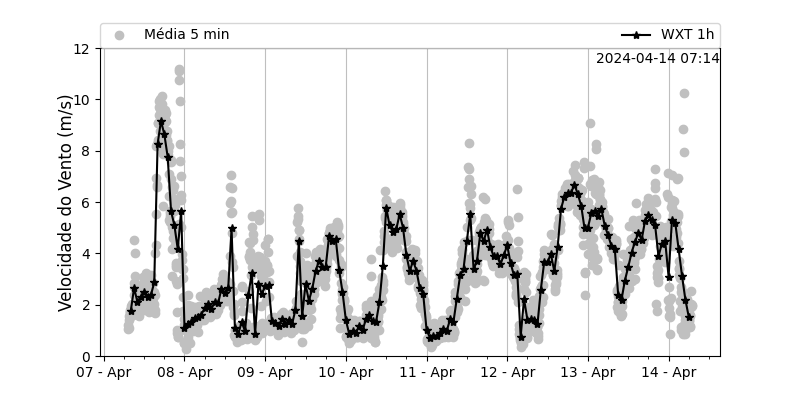 Média 5 min WXT 1h
2024-04-14 07:14
Velocidade do Vento (m/s)
12
10
8
6
4
2
0
07 - Apr 08 - Apr 09 - Apr 10 - Apr 11 - Apr 12 - Apr 13 - Apr 14 - Apr